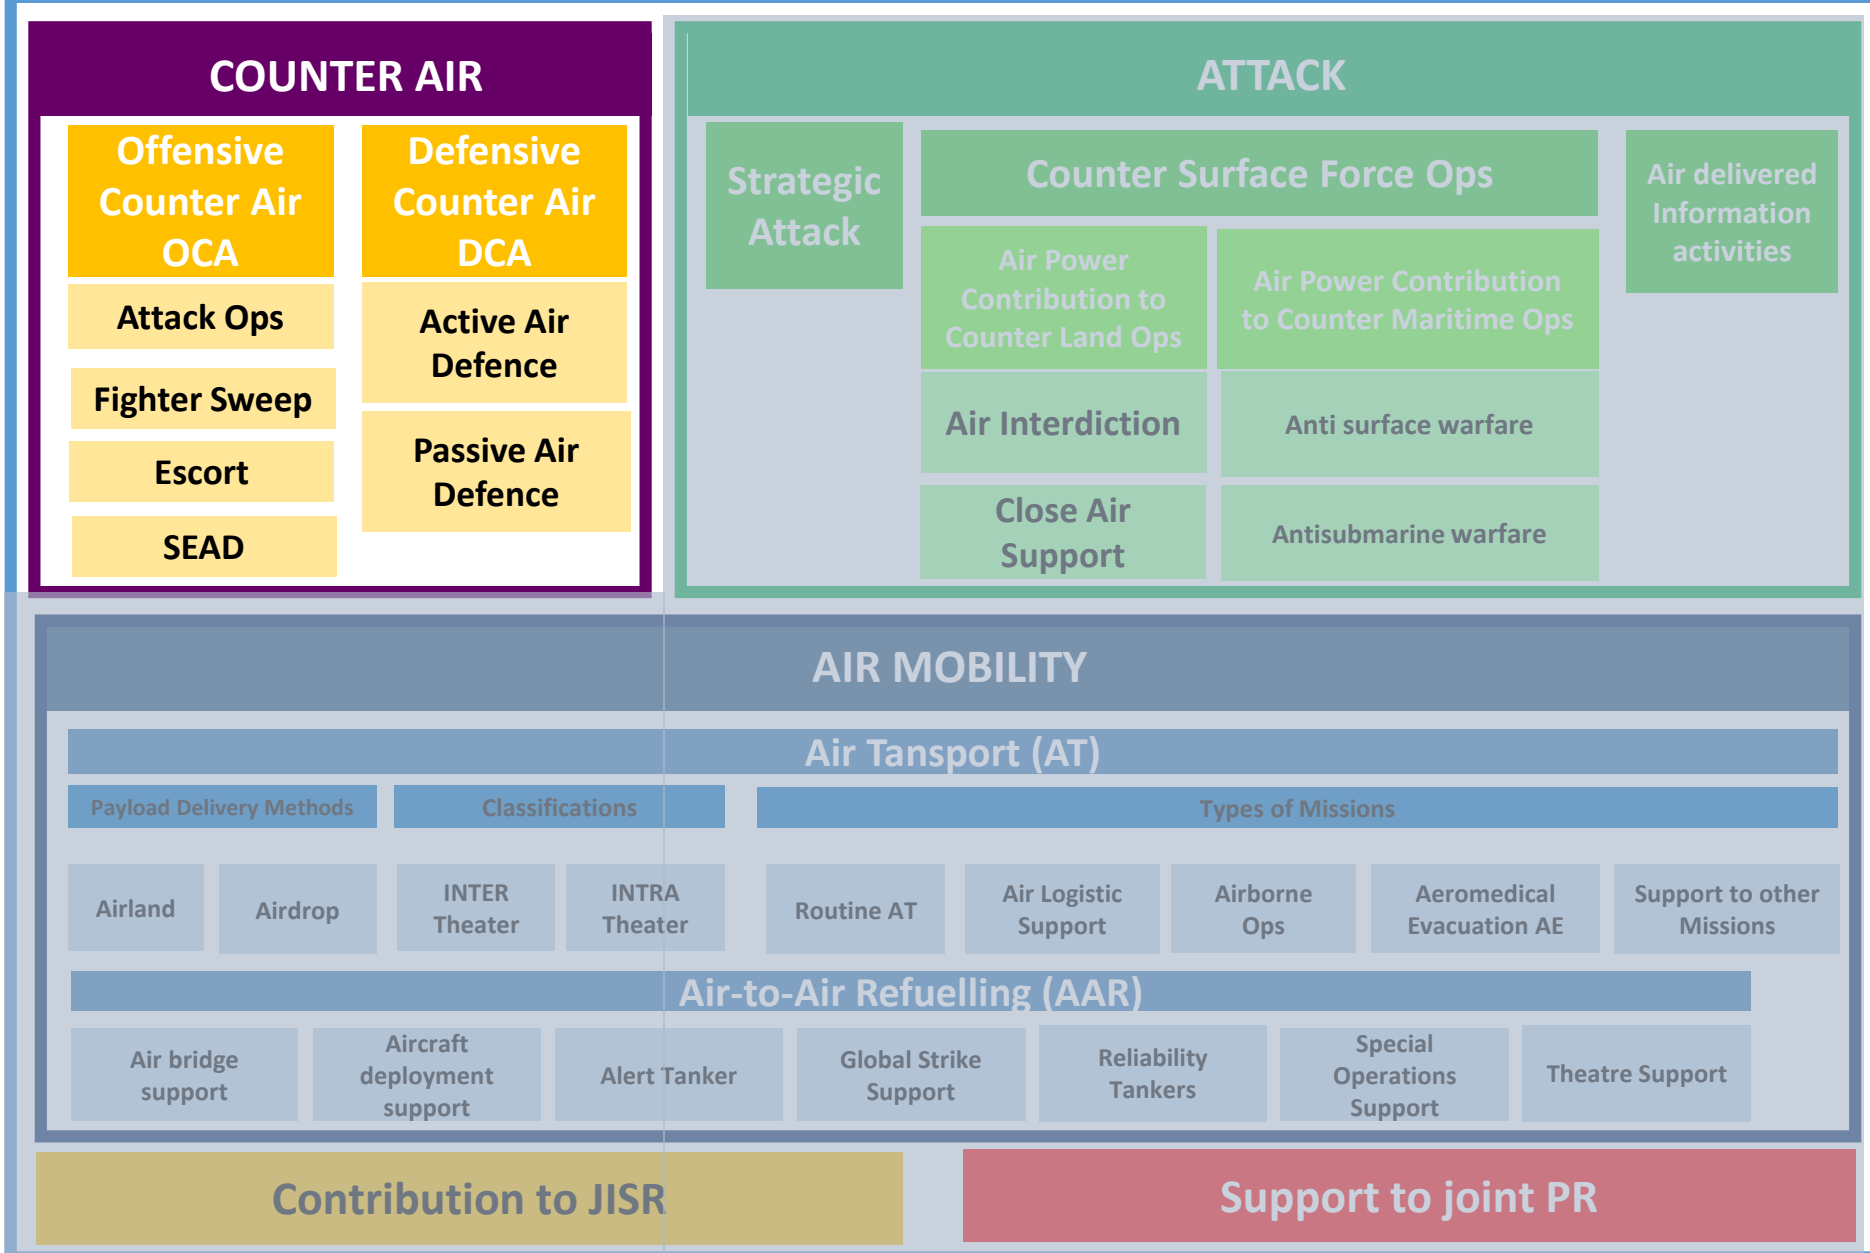 COUNTER AIR
Offensive
Counter Air
OCA
Attack Ops
Fighter Sweep
Escort
SEAD
Defensive
Counter Air
DCA
Active Air
Defence
Passive Air
Defence
ATTACK
Strategic
Attack
Counter Surface Force Ops
Air Power
Contribution to
Counter Land Ops
Air Interdiction
Close Air
Support
Air Power Contribution
to Counter Maritime Ops
Anti surface warfare
Antisubmarine warfare
Air delivered
Information
activities
AIR MOBILITY
Air Tansport (AT)
Payload Delivery Methods
Classifications
Types of Missions
Airland
Airdrop
INTER
Theater
INTRA
Theater
Routine AT
Air Logistic
Support
Airborne
Ops
Aeromedical
Evacuation AE
Support to other
Missions
Air-to-Air Refuelling (AAR)
Air bridge
support
Aircraft
deployment
support
Alert Tanker
Global Strike
Support
Reliability
Tankers
Special
Operations
Support
Theatre Support
Contribution to JISR
Support to joint PR